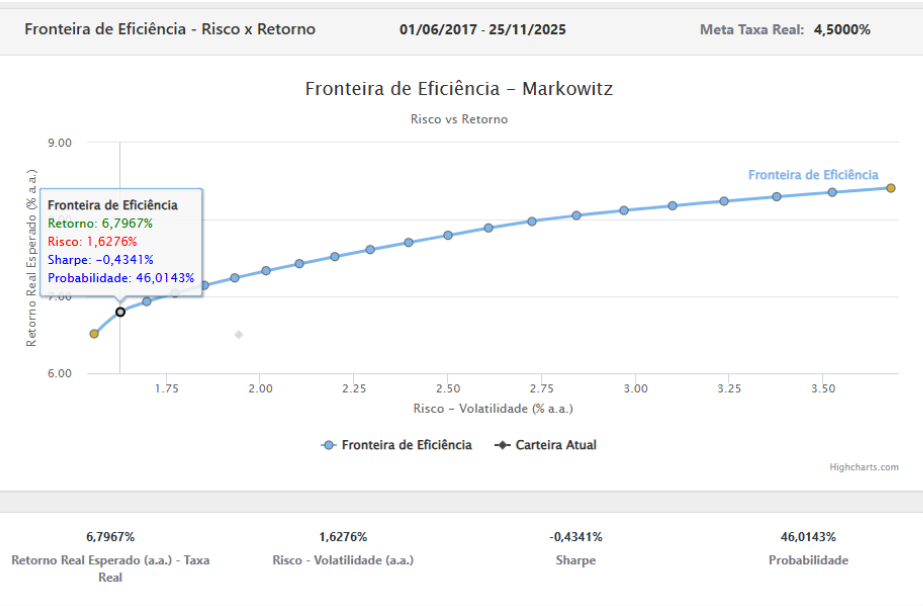 Fronteira de Eficiência - Risco x Retorno
01/06/2017 - 25/11/2025
Meta Taxa Real: 4,5000%
Fronteira de Eficiência – Markowitz
Risco vs Retorno
9.00
7.00
6.00
Retorno Real Esperado (% a.a.)
Fronteira de Eficiência
Fronteira de Eficiência
Retorno: 6,7967%
Risco: 1,6276%
Sharpe: −0,4341%
Probabilidade: 46,0143%
1.75 2.00 2.25 2.50 2.75 3.00 3.25 3.50
Risco – Volatilidade (% a.a.)
Fronteira de Eficiência Carteira Atual
Highcharts.com
6,7967%
Retorno Real Esperado (a.a.) - Taxa
Real
1,6276%
Risco - Volatilidade (a.a.)
-0,4341%
Sharpe
46,0143%
Probabilidade